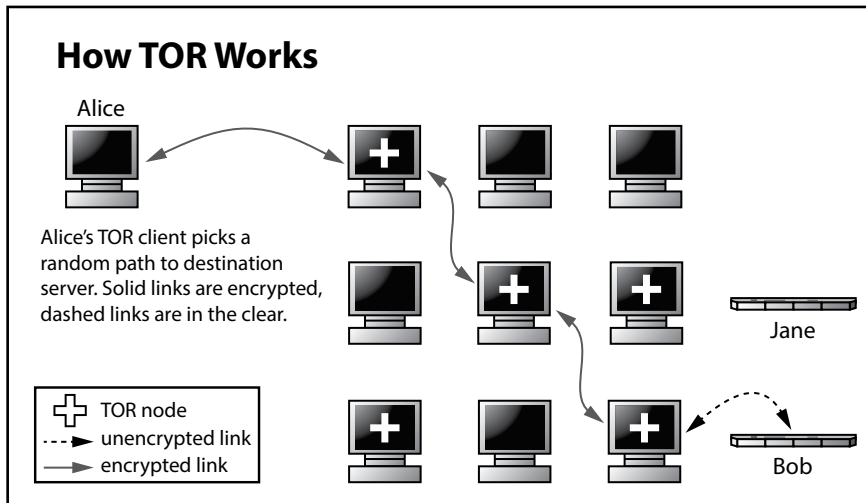 How TOR Works
Alice
Alice's TOR client picks a
random path to destination
server. Solid links are encrypted,
dashed links are in the clear.
Jane
TOR node
unencrypted link
encrypted link
Bob